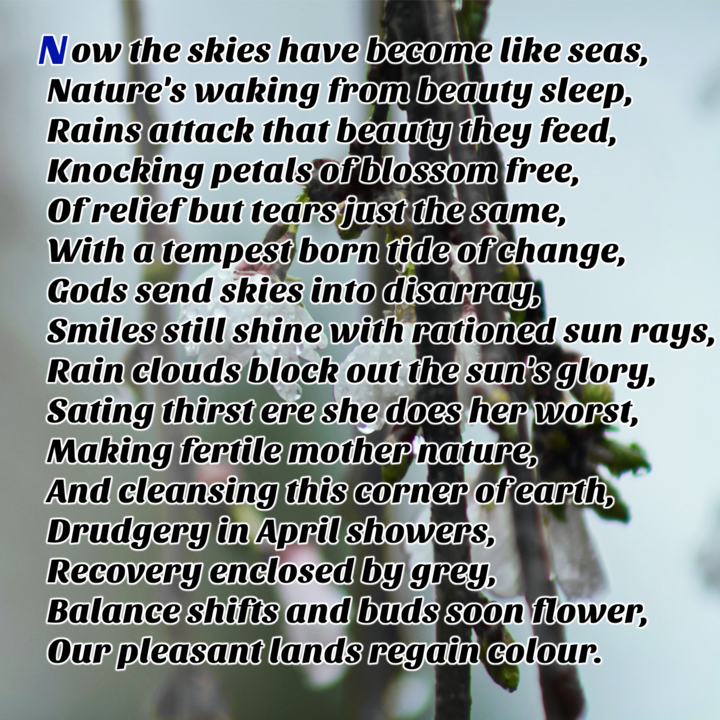 Now the skies have become like seas,
Nature's waking from beauty sleep,
Rains attack that beauty they feed,
Knocking petals of blossom free,
Of relief but tears just the same,
With a tempest born tide of change,
Gods send skies into disarray,
Smiles still shine with rationed sun rays,
Rain clouds block out the sun's glory,
Sating thirst ere she does her worst,
Making fertile mother nature,
And cleansing this corner of earth,
Drudgery in April showers,
Recovery enclosed by grey,
Balance shifts and buds soon flower,
Our pleasant lands regain colour.